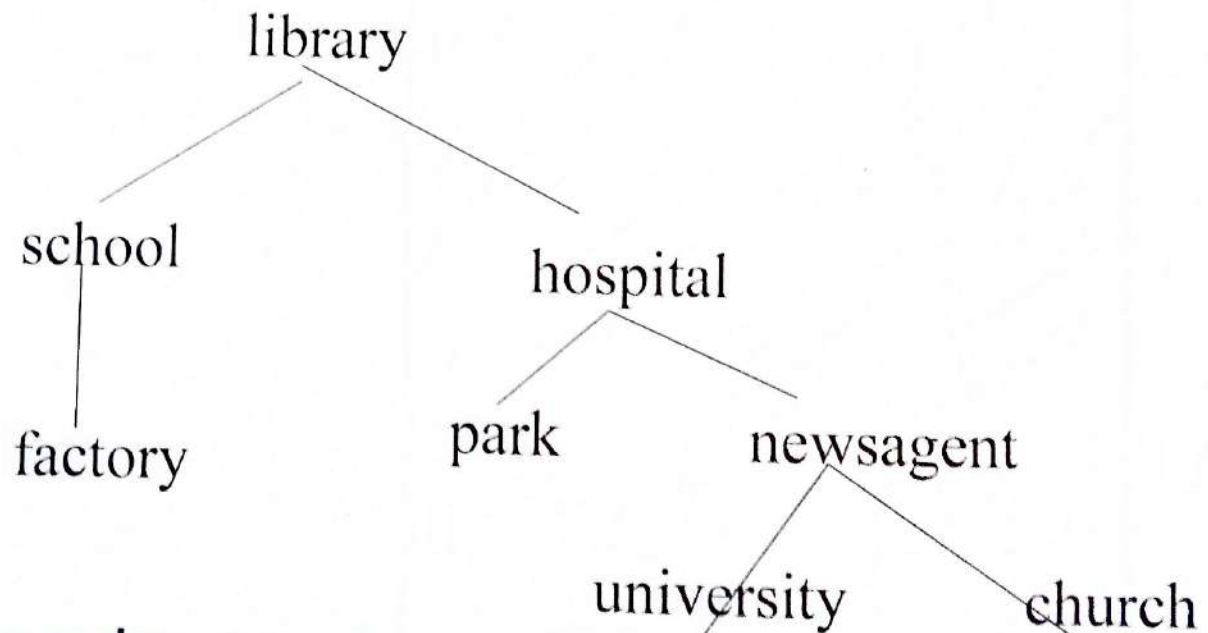 library
school
hospital
factory
park
newsagent
university
church